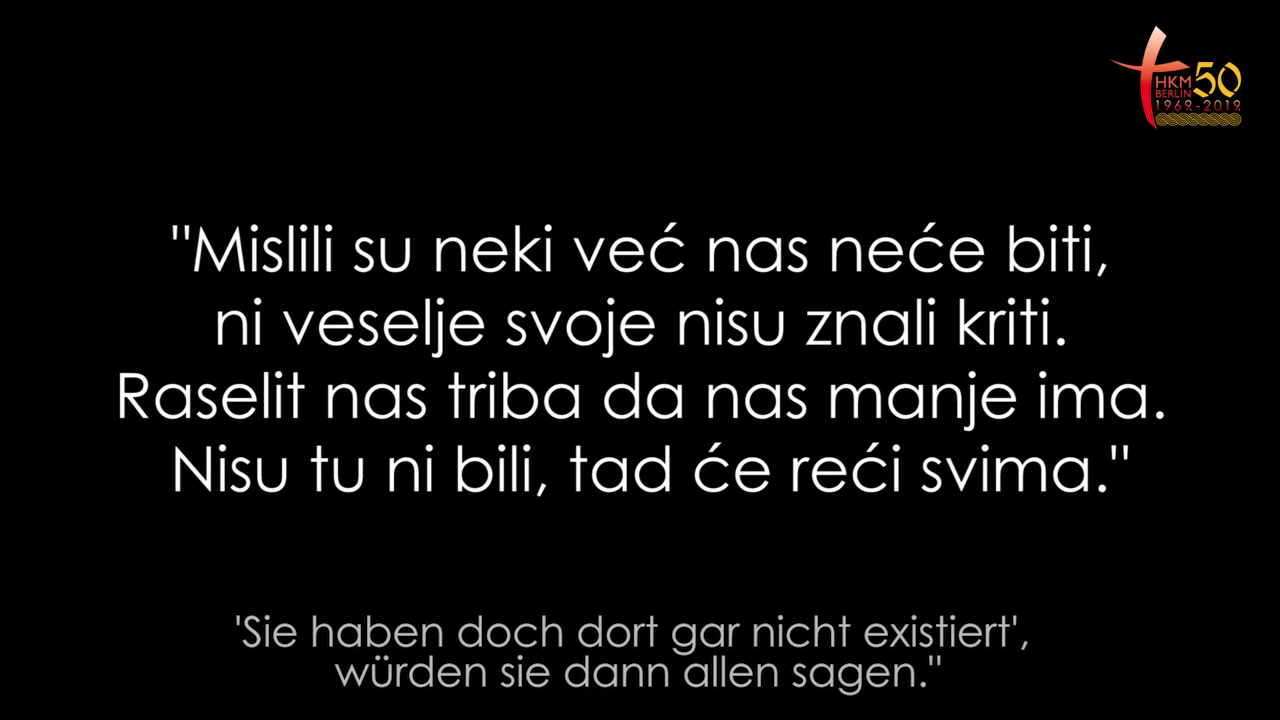 HKM 50
BERLIN
1969-2019
"Mislili su neki već nas neće biti,
ni veselje svoje nisu znali kriti.
Raselit nas triba da nas manje ima.
Nisu tu ni bili, tad će reći svima."
'Sie haben doch dort gar nicht existiert',
würden sie dann allen sagen."